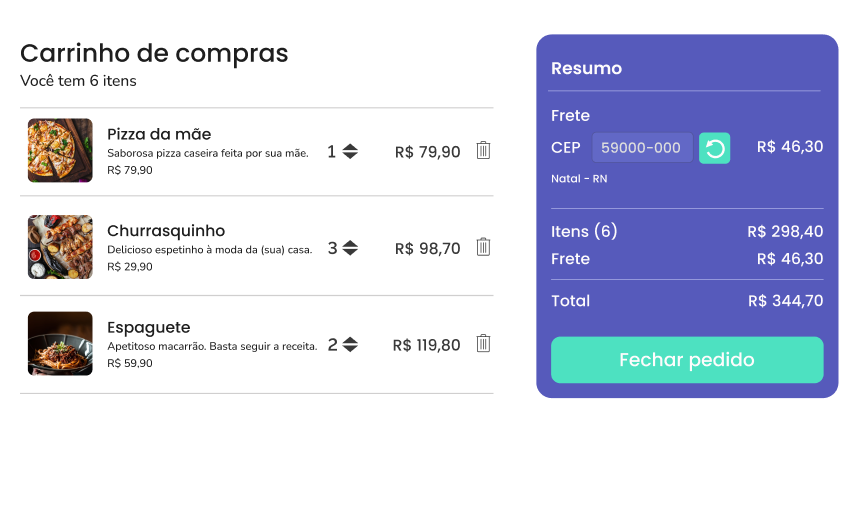 Carrinho de compras
Você tem 6 itens
Pizza da mãe
Saborosa pizza caseira feita por sua mãe.
R$ 79,90
1
R$ 79,90
Churrasquinho
Delicioso espetinho à moda da (sua) casa.
R$ 29,90
3
R$ 98,70
Espaguete
Apetitoso macarrão. Basta seguir a receita.
R$ 59,90
2
R$ 119,80
Resumo
Frete
CEP 59000-000 R$ 46,30
Natal - RN
Itens (6) R$ 298,40
Frete R$ 46,30
Total R$ 344,70
Fechar pedido